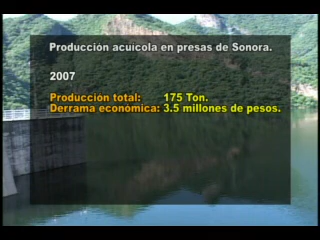 Producción acuícola en presas de Sonora.
2007
Producción total: 175 Ton.
Derrama económica: 3.5 millones de pesos.